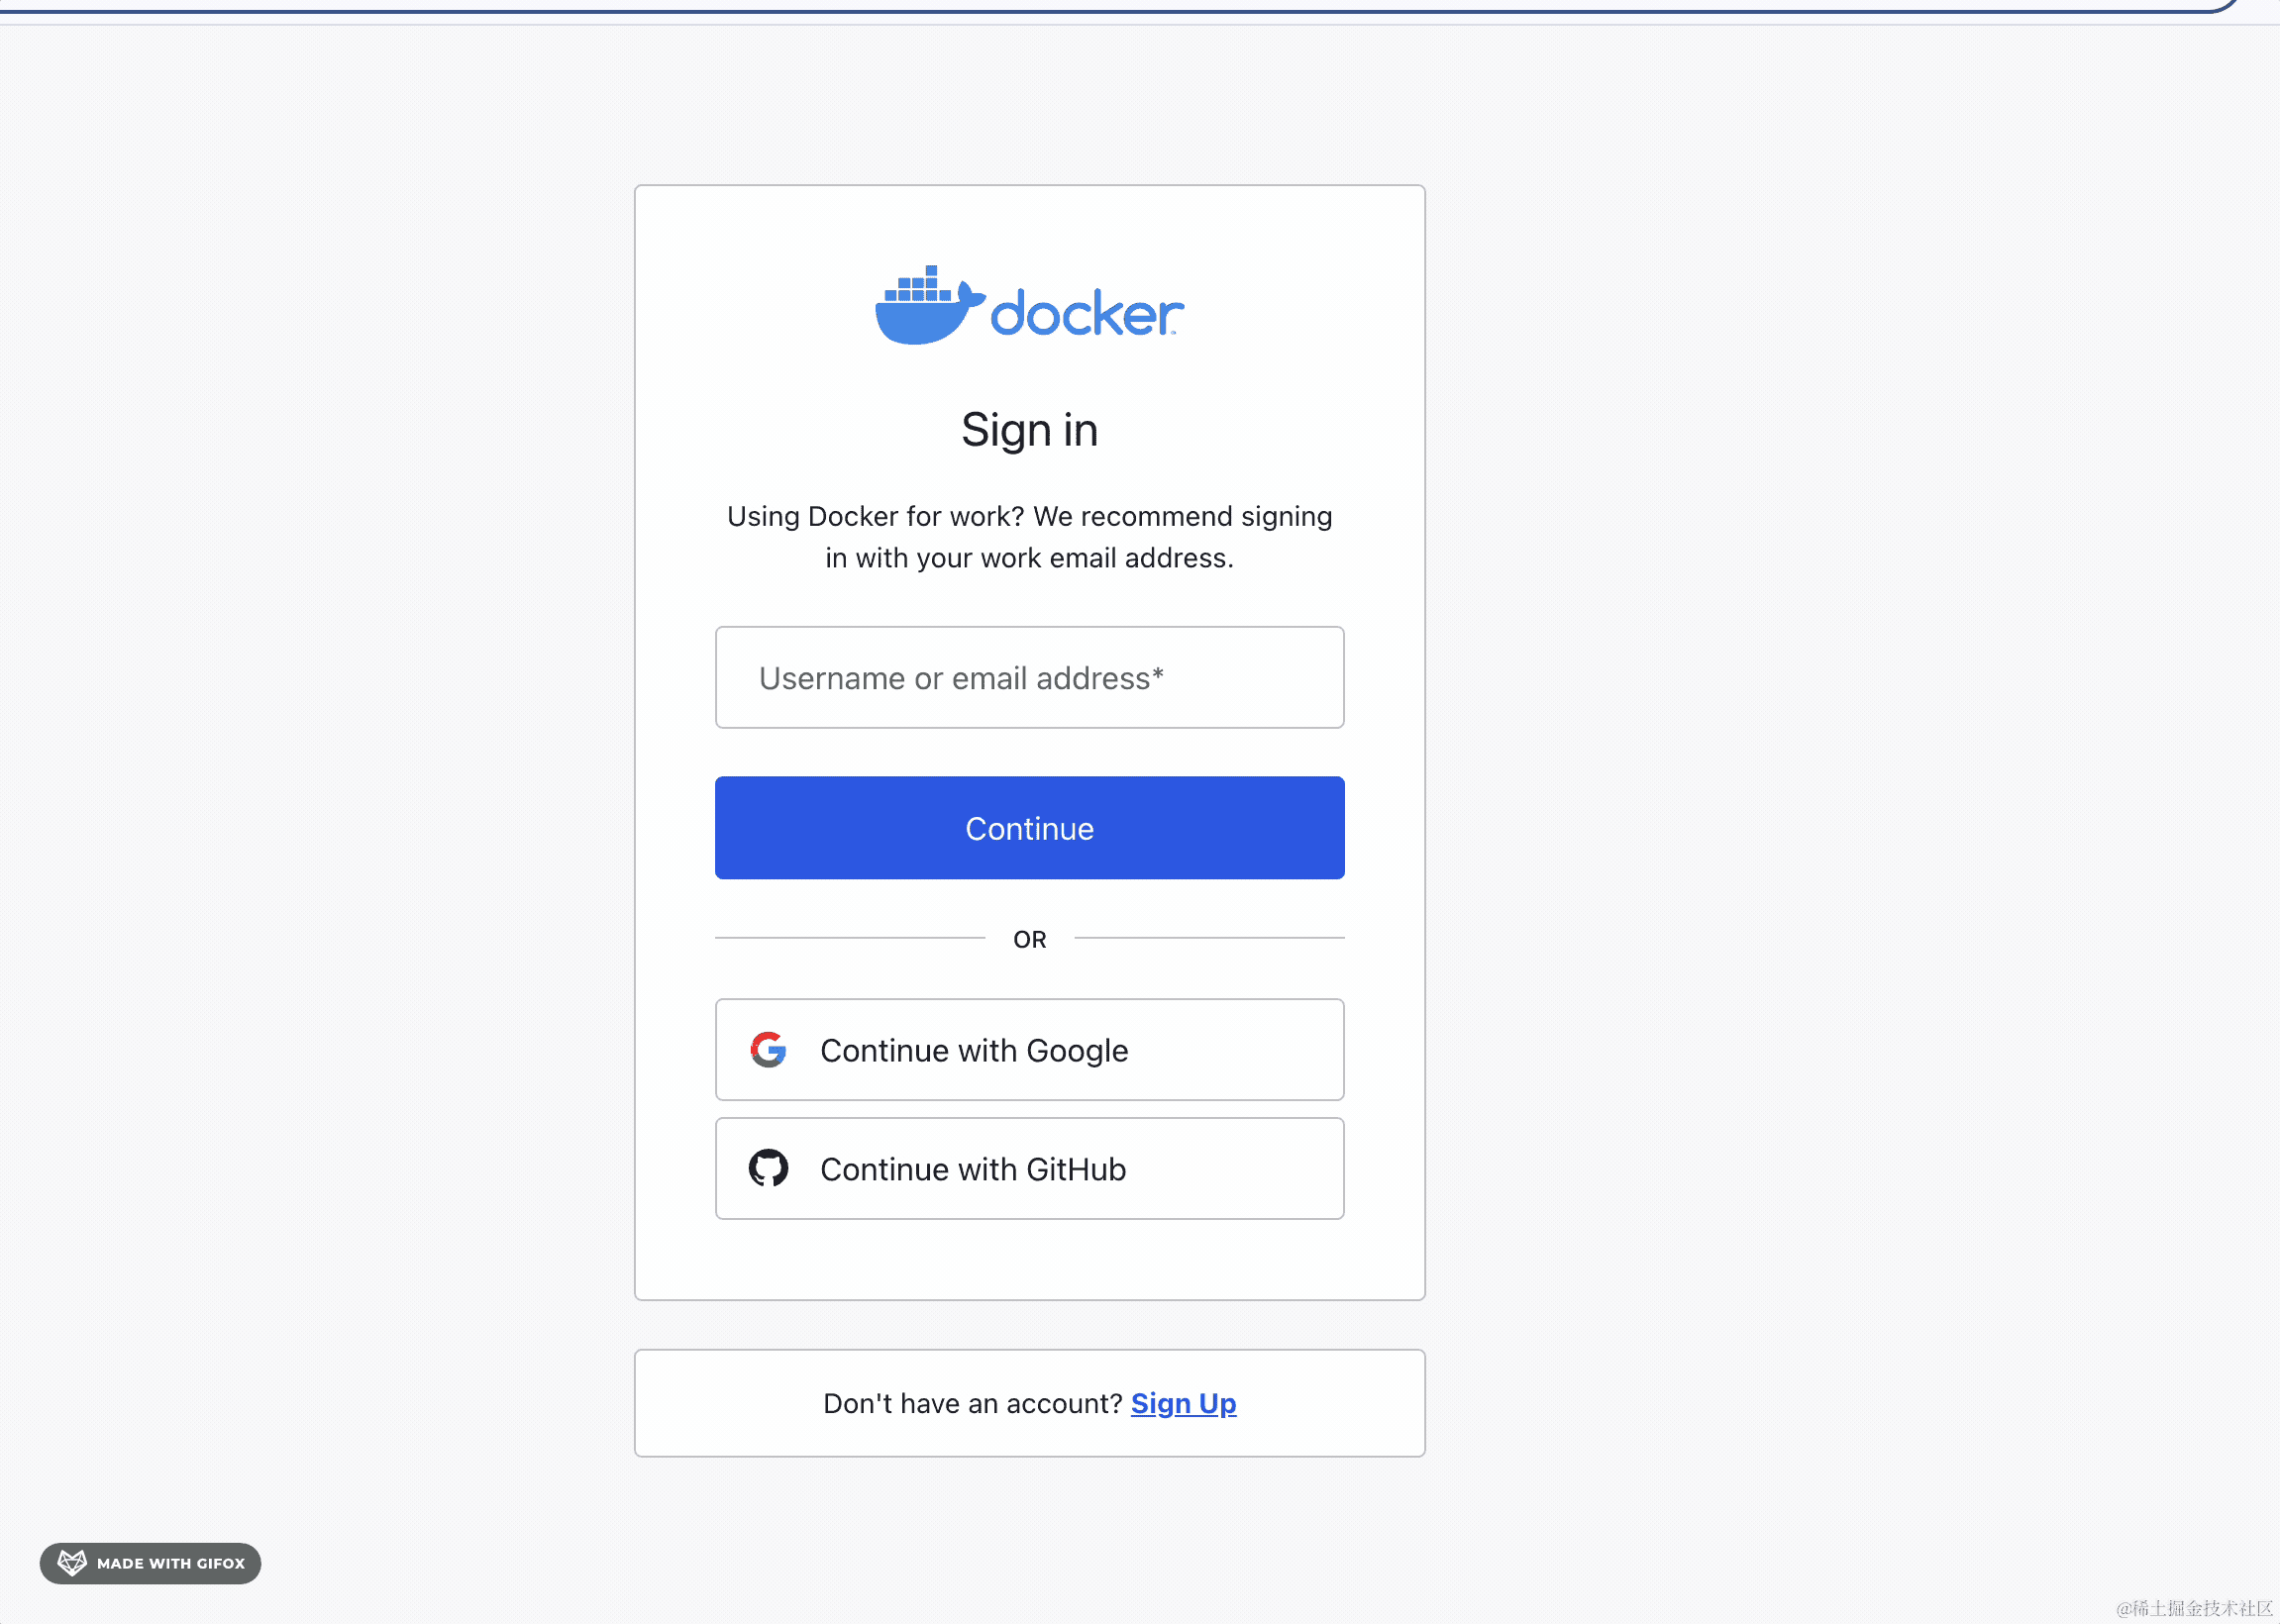 docker
Sign in
Using Docker for work? We recommend signing
in with your work email address.
Username or email address*
Continue
OR
Continue with Google
Continue with GitHub
Don't have an account? Sign Up
MADE WITH GIFOX
@稀土掘金技术社区